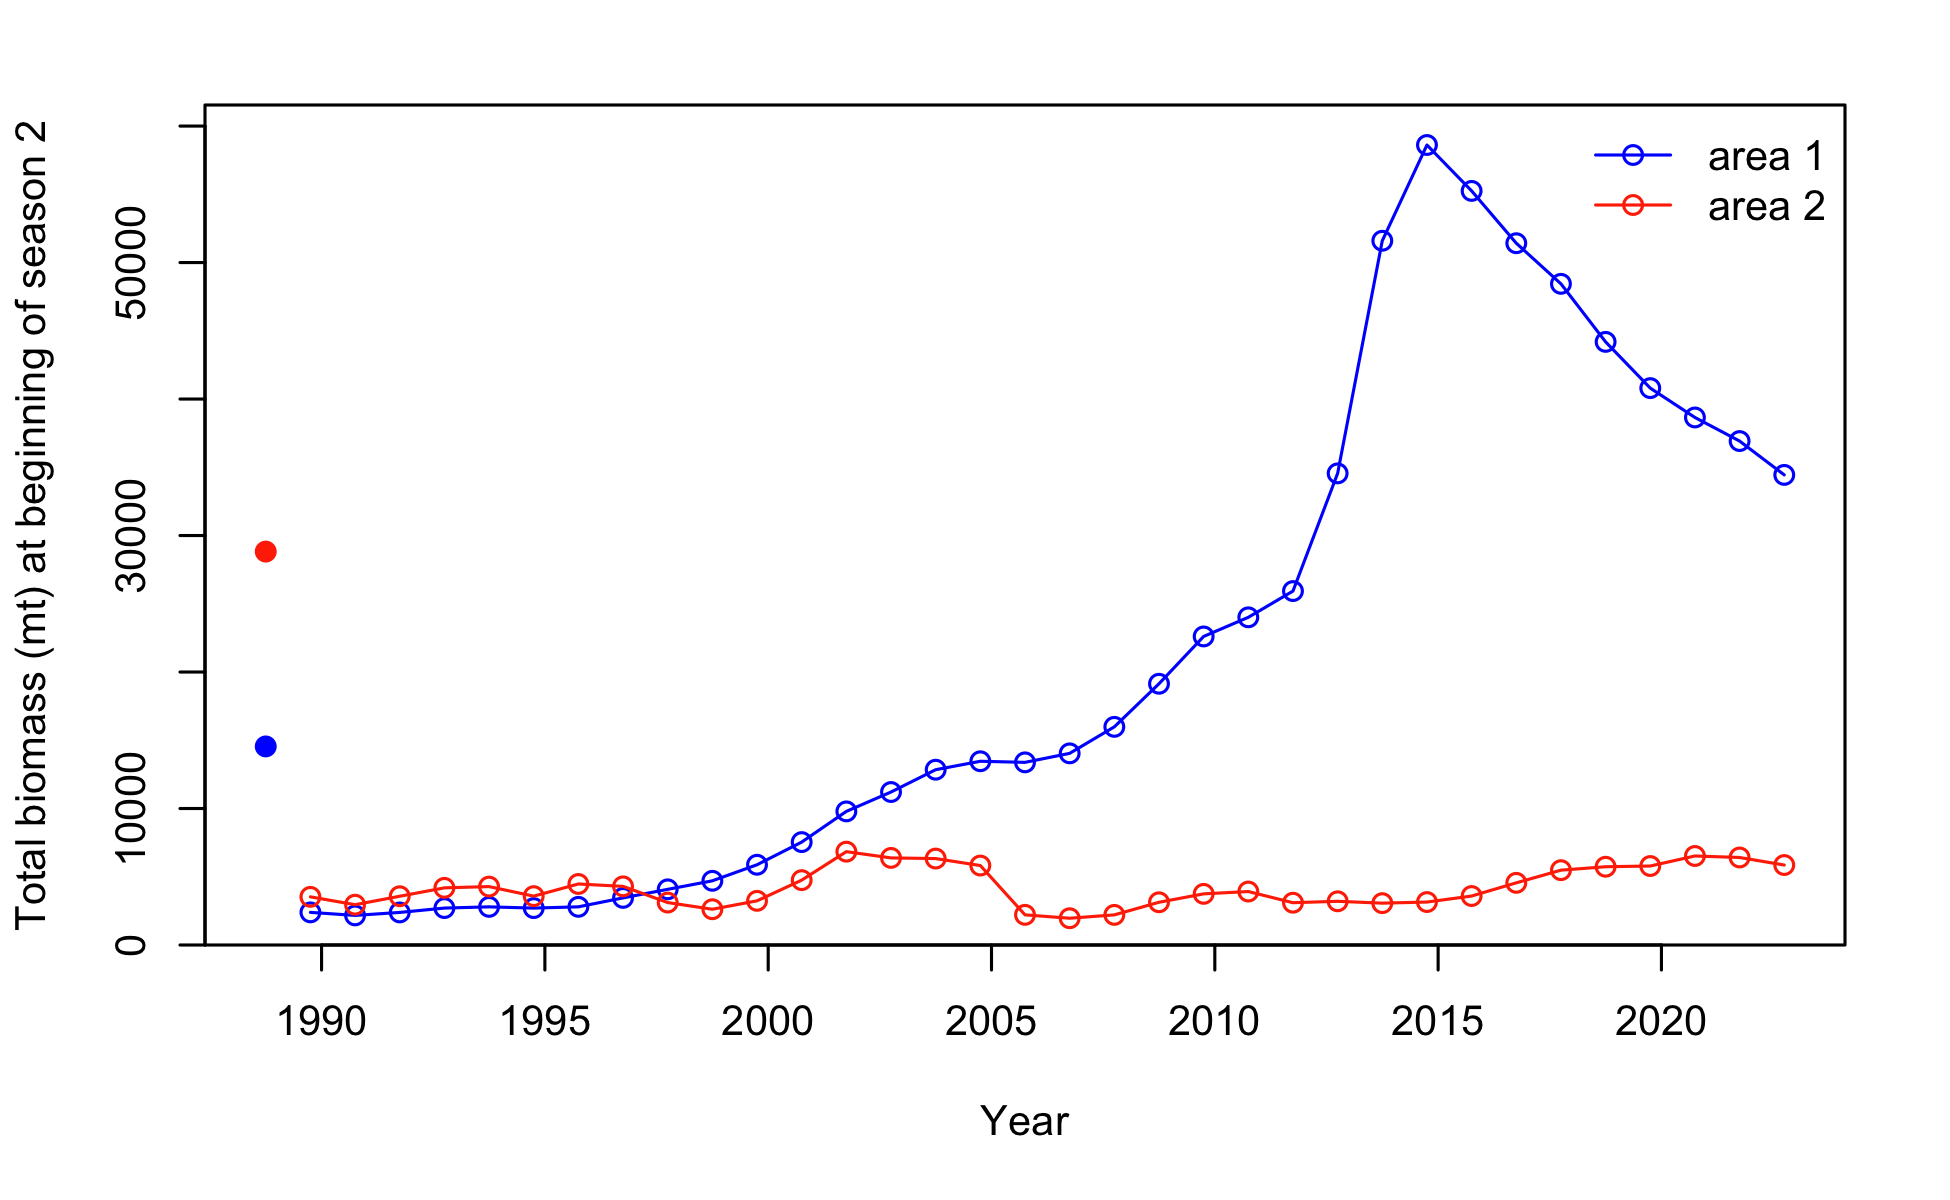 Total biomass (mt) at beginning of season 2
50000
30000
10000
0
area 1
area 2
1990 1995 2000 2005 2010 2015 2020
Year